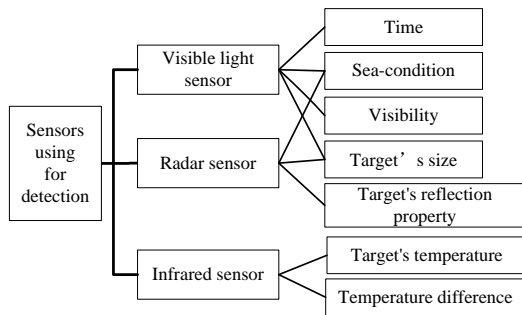 Sensors
using
for
detection
Visible light
sensor
Radar sensor
Infrared sensor
Time
Sea-condition
Visibility
Target’s size
Target's reflection
property
Target's temperature
Temperature difference